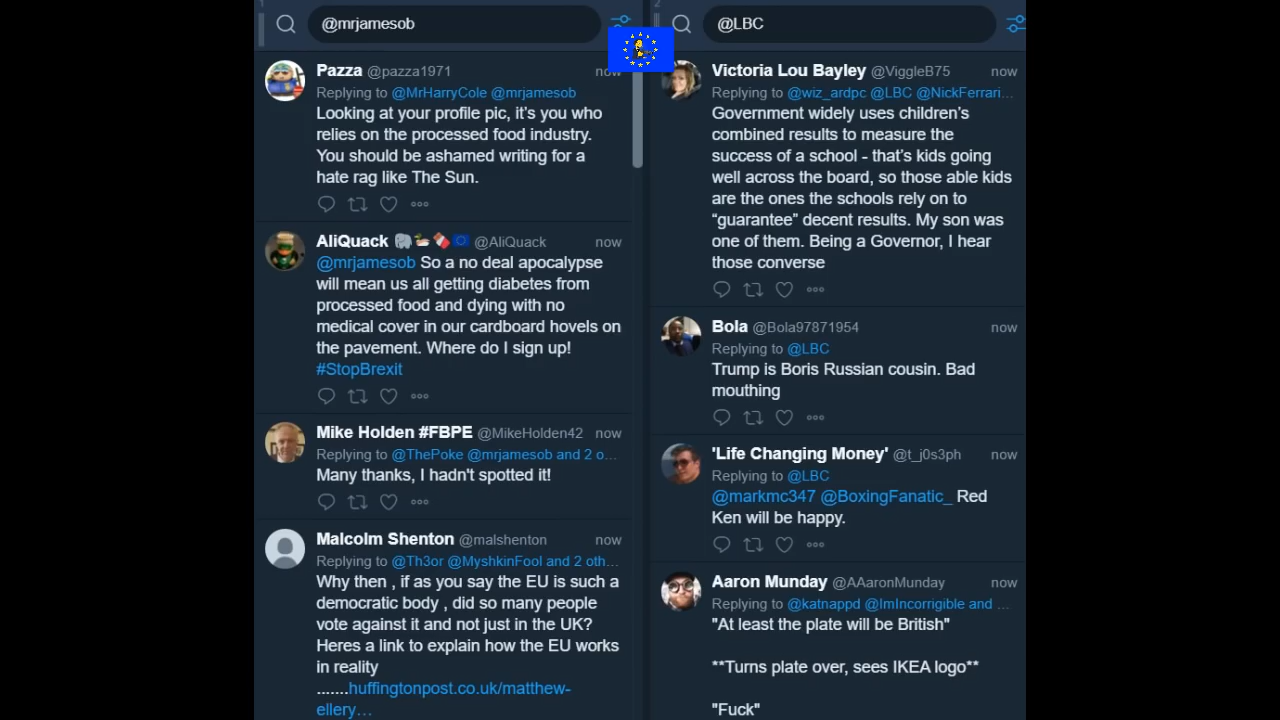 1
@mrjamesob
Pazza @pazza1971 now
Replying to @MrHarryCole @mrjamesob
Looking at your profile pic, it's you who
relies on the processed food industry.
You should be ashamed writing for a
hate rag like The Sun.
AliQuack 🐘🦆🍫🇪🇺 @AliQuack now
@mrjamesob So a no deal apocalypse
will mean us all getting diabetes from
processed food and dying with no
medical cover in our cardboard hovels on
the pavement. Where do I sign up!
#StopBrexit
Mike Holden #FBPE @MikeHolden42 now
Replying to @ThePoke @mrjamesob and 2 o...
Many thanks, I hadn't spotted it!
Malcolm Shenton @malshenton now
Replying to @Th3or @MyshkinFool and 2 oth...
Why then , if as you say the EU is such a
democratic body , did so many people
vote against it and not just in the UK?
Heres a link to explain how the EU works
in reality
.......huffingtonpost.co.uk/matthew-
ellery…
2
@LBC
Victoria Lou Bayley @ViggleB75 now
Replying to @wiz_ardpc @LBC @NickFerrari...
Government widely uses children's
combined results to measure the
success of a school - that's kids going
well across the board, so those able kids
are the ones the schools rely on to
“guarantee” decent results. My son was
one of them. Being a Governor, I hear
those converse
Bola @Bola97871954 now
Replying to @LBC
Trump is Boris Russian cousin. Bad
mouthing
'Life Changing Money' @t_j0s3ph now
Replying to @LBC
@markmc347 @BoxingFanatic_ Red
Ken will be happy.
Aaron Munday @AAaronMunday now
Replying to @katnappd @ImIncorrigible and ...
"At least the plate will be British"
**Turns plate over, sees IKEA logo**
"Fuck"